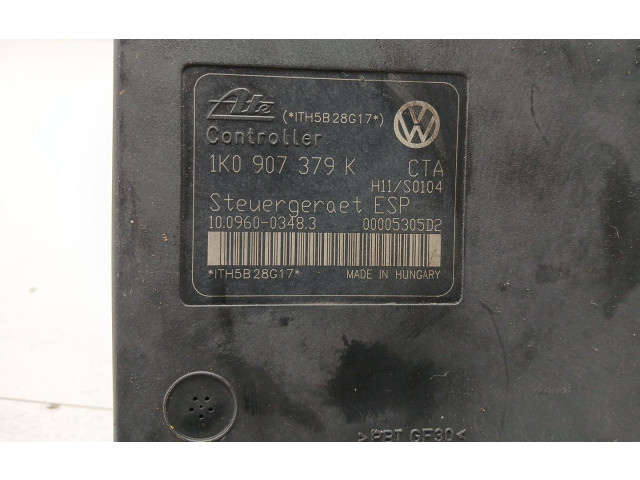 Ate (*ITH5B28G17*)
Controller
1K0 907 379 K CTA
H11/S0104
Steuergeraet ESP
10.0960-0348.3 00005305D2
*ITH5B28G17* MADE IN HUNGARY
>PBT GF30<